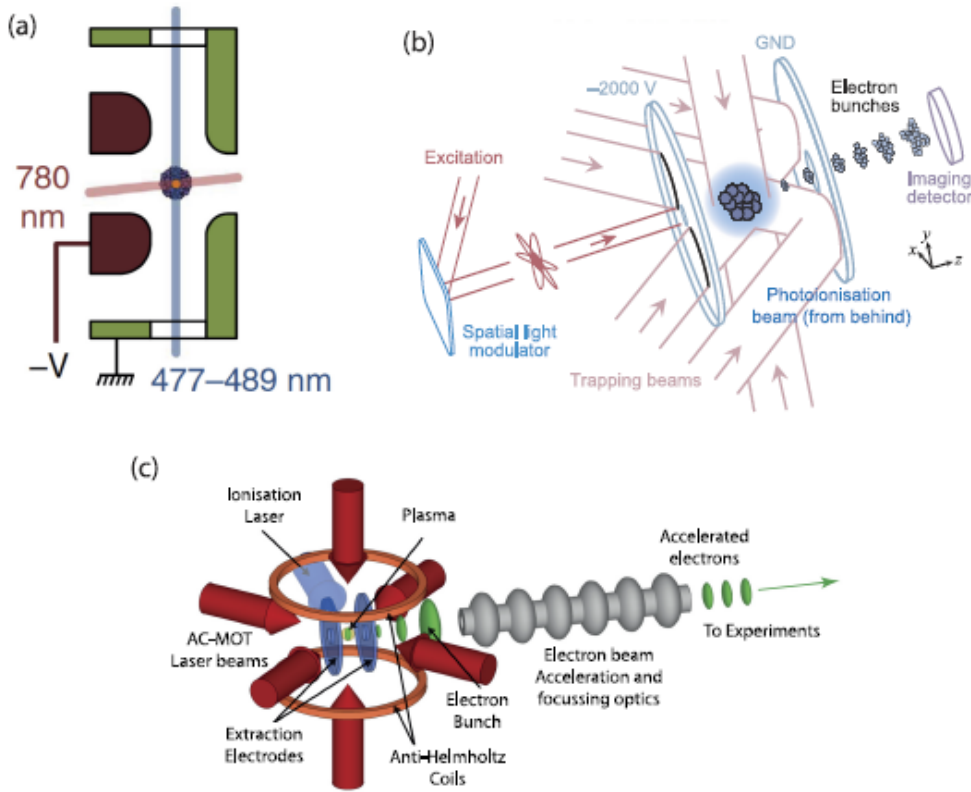 (a)
780
nm
–V
477–489 nm
(b)
GND
–2000 V
Electron
bunches
Excitation
Imaging
detector
y
x
z
Spatial light
modulator
Photoionisation
beam (from behind)
Trapping beams
(c)
Ionisation
Laser
Plasma
Accelerated
electrons
AC-MOT
Laser beams
To Experiments
Electron beam
Acceleration and
focussing optics
Extraction
Electrodes
Electron
Bunch
Anti-Helmholtz
Coils